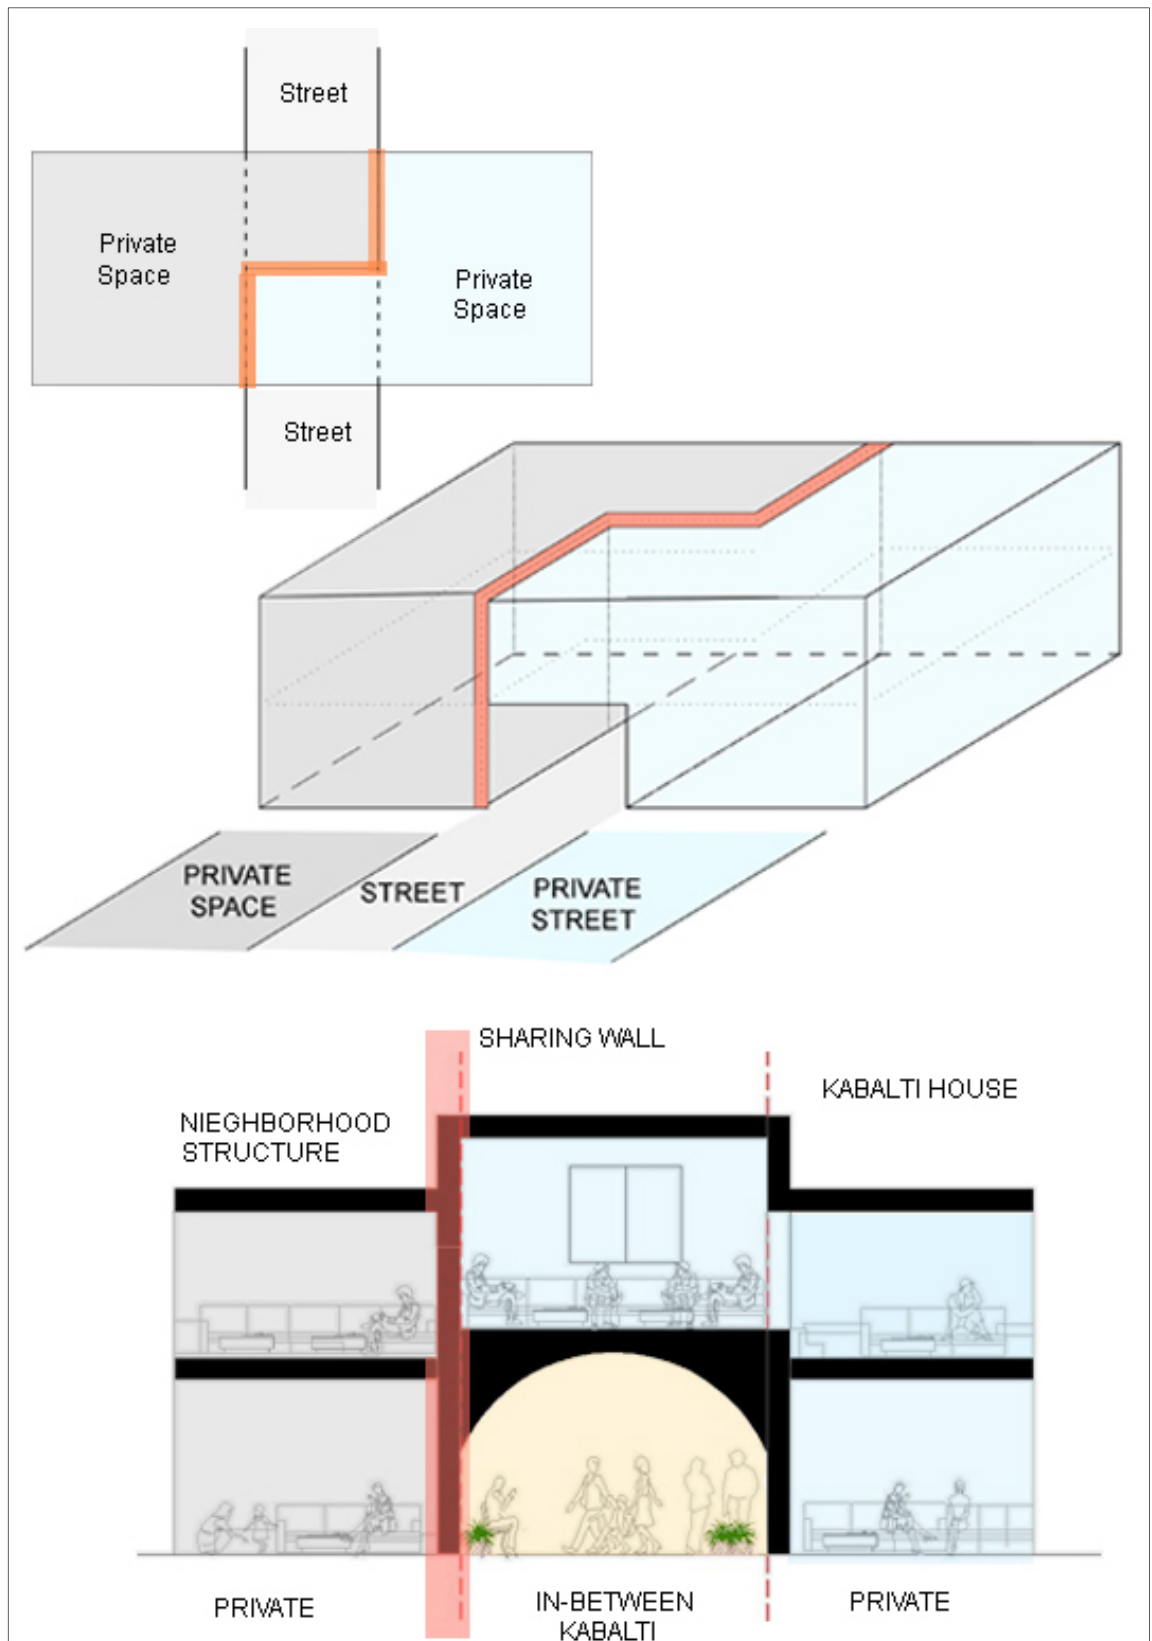 Street
Private
Space
Private
Space
Street
PRIVATE
SPACE
STREET
PRIVATE
STREET
SHARING WALL
KABALTI HOUSE
NIEGHBORHOOD
STRUCTURE
PRIVATE
IN-BETWEEN
KABALTI
PRIVATE